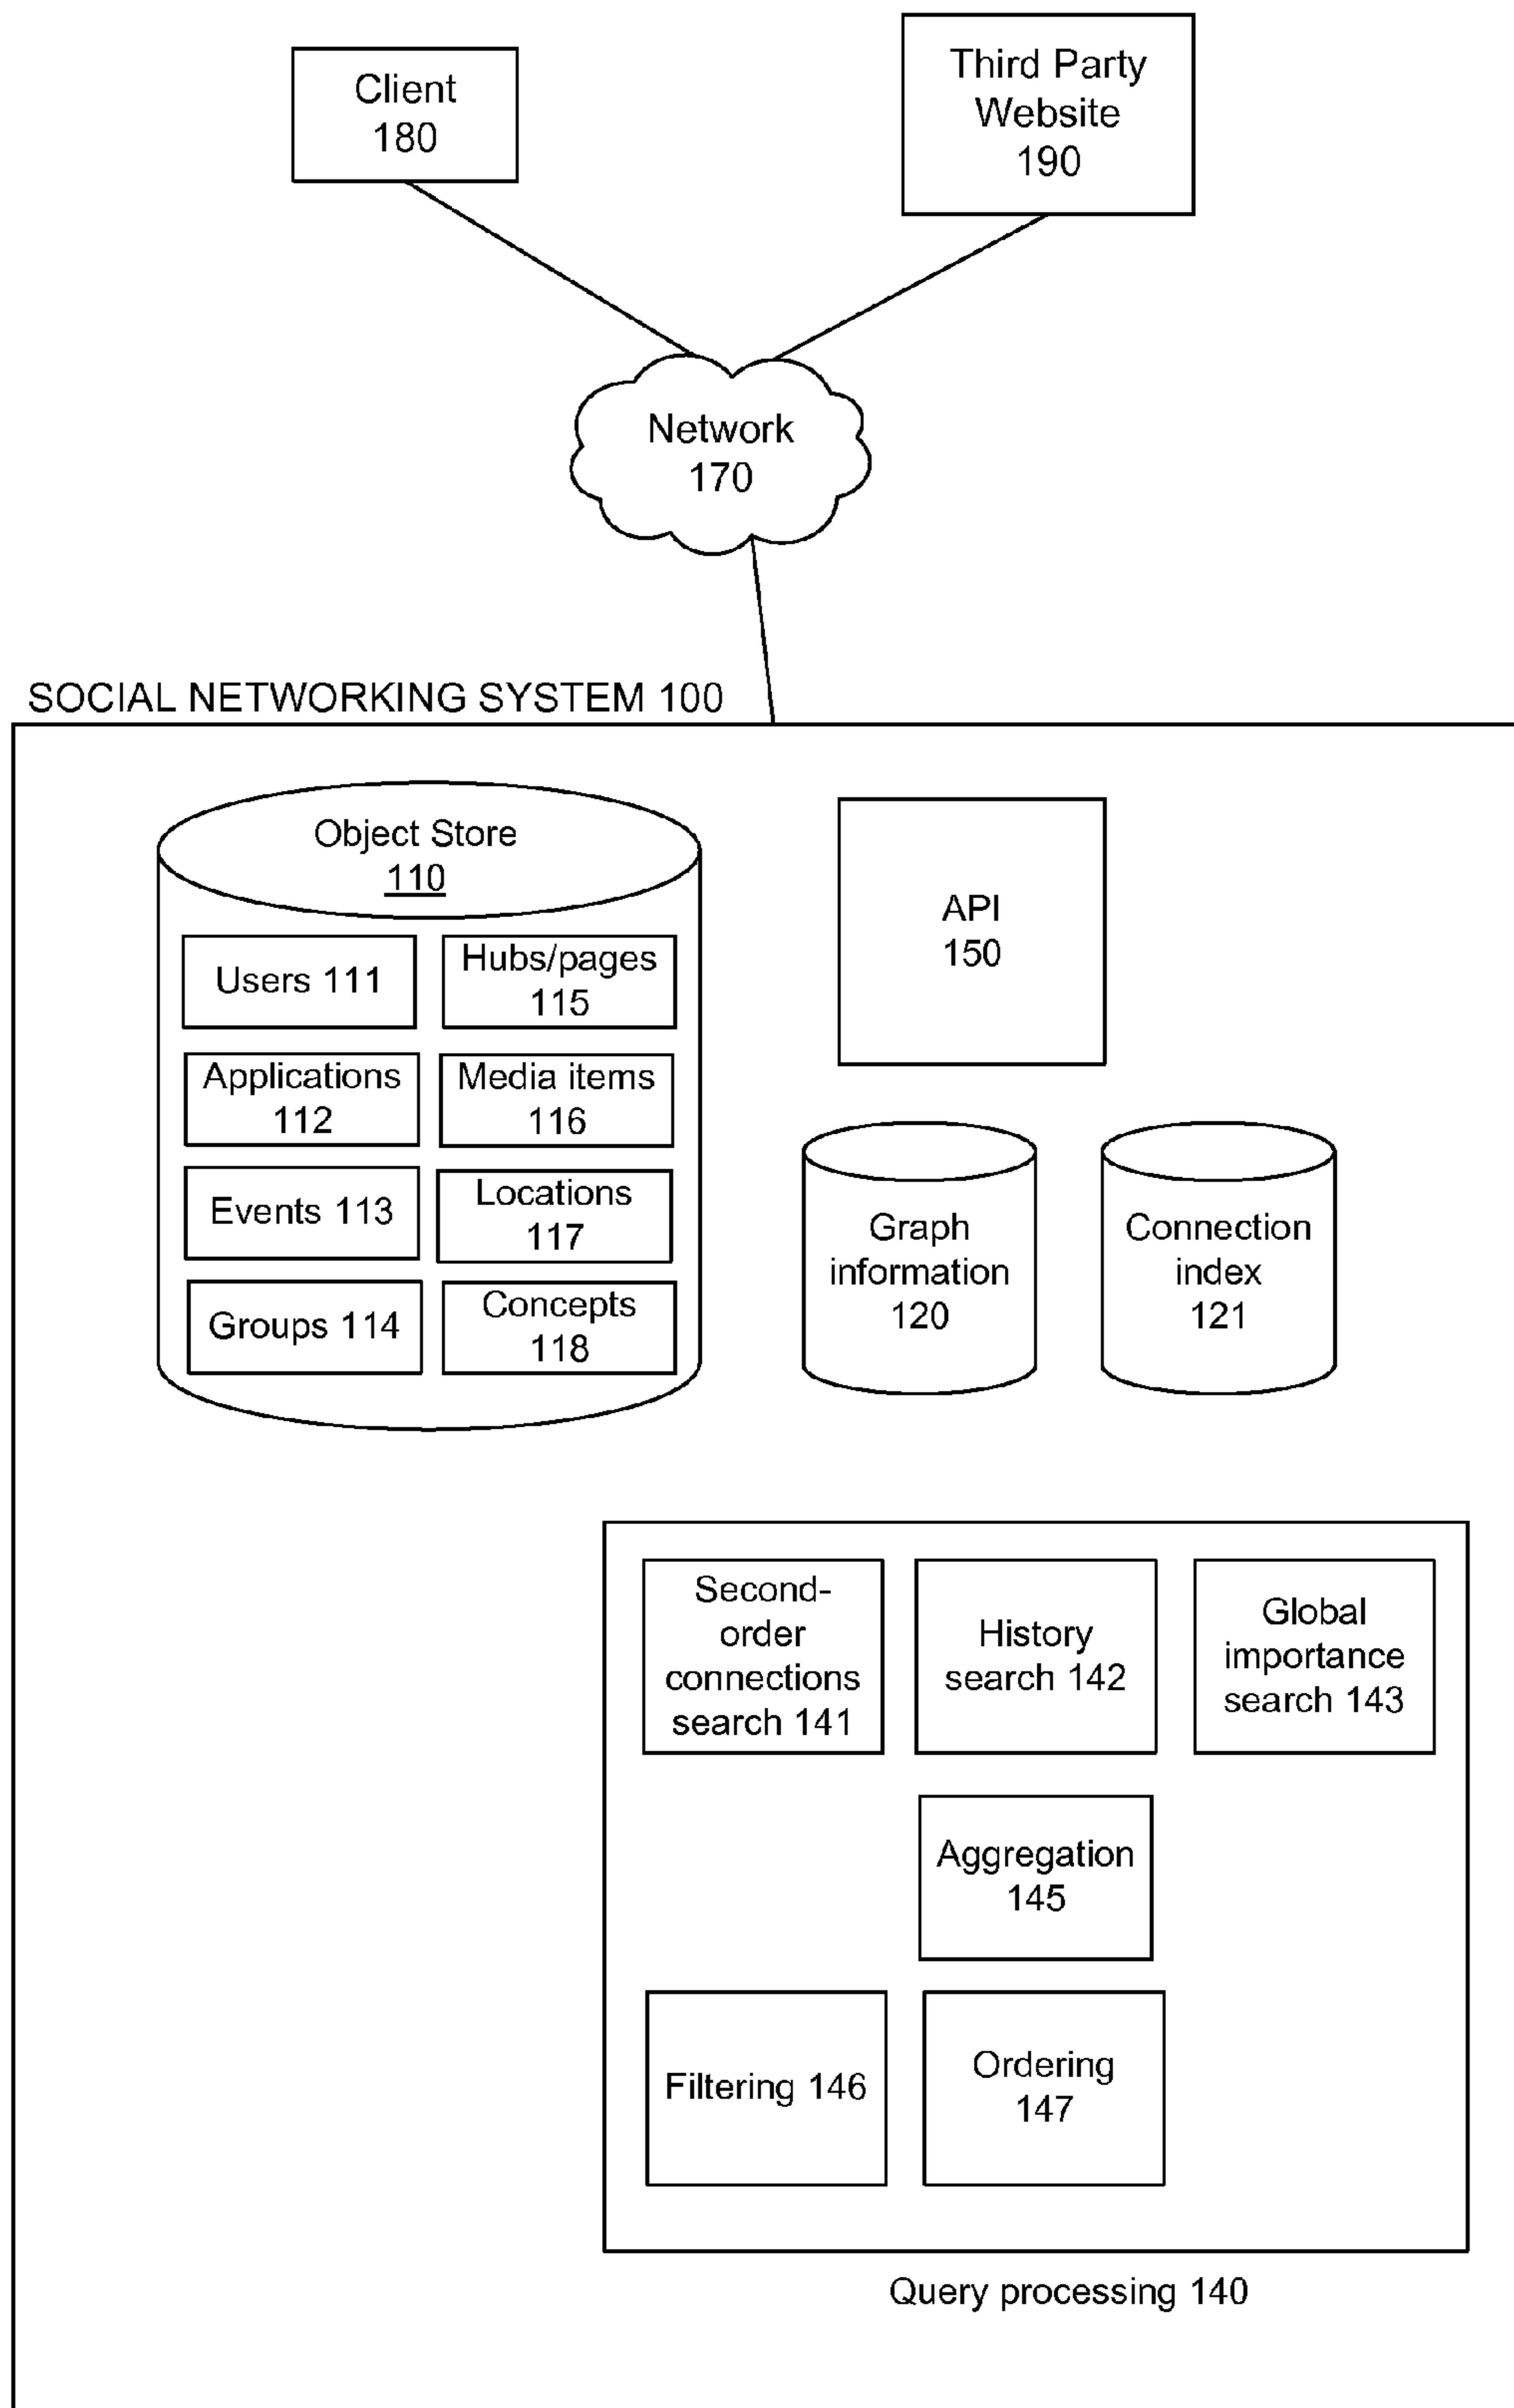 Client
180
Third Party
Website
190
Network
170
SOCIAL NETWORKING SYSTEM 100
Object Store
110
Users 111
Hubs/pages
115
Applications
112
Media items
116
Events 113
Locations
117
Groups 114
Concepts
118
API
150
Graph
information
120
Connection
index
121
Second-
order
connections
search 141
History
search 142
Global
importance
search 143
Aggregation
145
Filtering 146
Ordering
147
Query processing 140